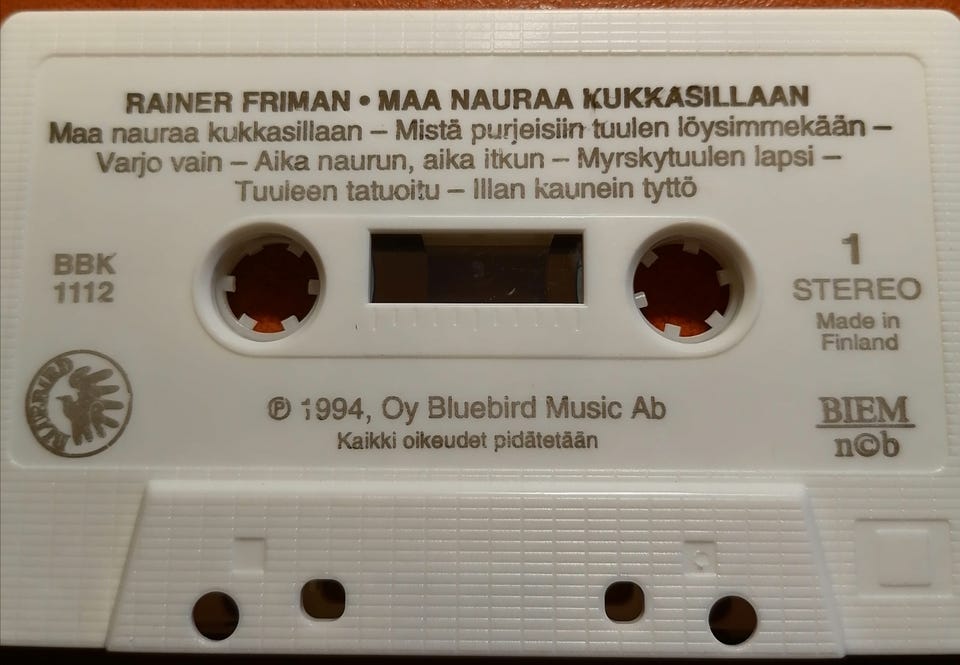 RAINER FRIMAN • MAA NAURAA KUKKASILLAAN
Maa nauraa kukkasillaan – Mistä purjeisiin tuulen löysimmekään –
Varjo vain – Aika naurun, aika itkun – Myrskytuulen lapsi –
Tuuleen tatuoitu – Illan kaunein tyttö
BBK
1112
1
STEREO
Made in
Finland
BLUEBIRD
℗ 1994, Oy Bluebird Music Ab
Kaikki oikeudet pidätetään
BIEM
n©b